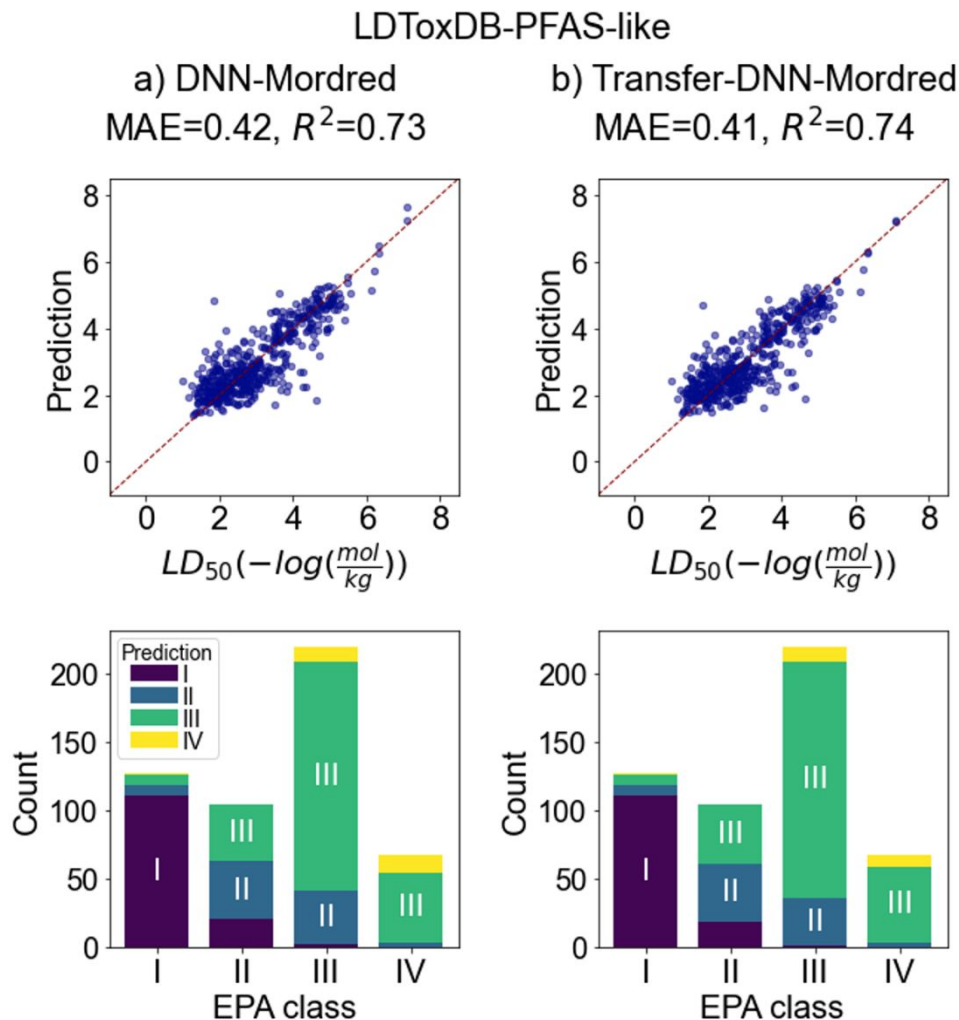 LDToxDB-PFAS-like
a) DNN-Mordred
MAE=0.42, R²=0.73
b) Transfer-DNN-Mordred
MAE=0.41, R²=0.74
Prediction
8
6
4
2
0
0 2 4 6 8
LD₅₀(−log(mol/kg))
Prediction
8
6
4
2
0
0 2 4 6 8
LD₅₀(−log(mol/kg))
Count
200
150
100
50
0
Prediction
I
II
III
IV
I
III
II
III
II
III
I II III IV
EPA class
Count
200
150
100
50
0
I
III
II
III
II
III
I II III IV
EPA class